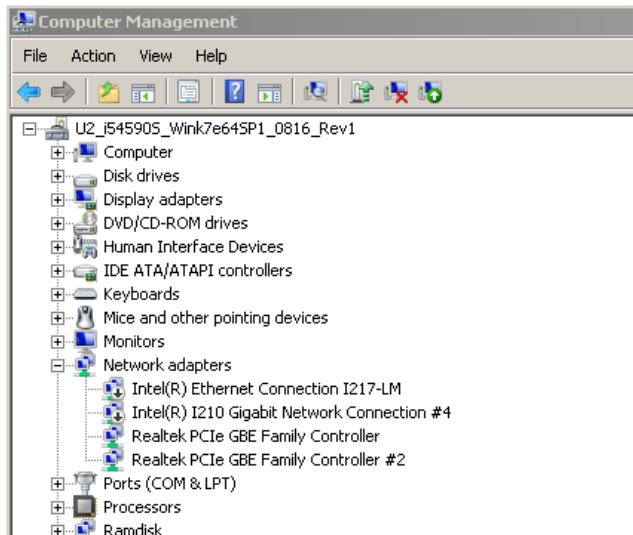 Computer Management
File Action View Help
U2_i54590S_Wink7e64SP1_0816_Rev1
Computer
Disk drives
Display adapters
DVD/CD-ROM drives
Human Interface Devices
IDE ATA/ATAPI controllers
Keyboards
Mice and other pointing devices
Monitors
Network adapters
Intel(R) Ethernet Connection I217-LM
Intel(R) I210 Gigabit Network Connection #4
Realtek PCIe GBE Family Controller
Realtek PCIe GBE Family Controller #2
Ports (COM & LPT)
Processors
Ramdisk